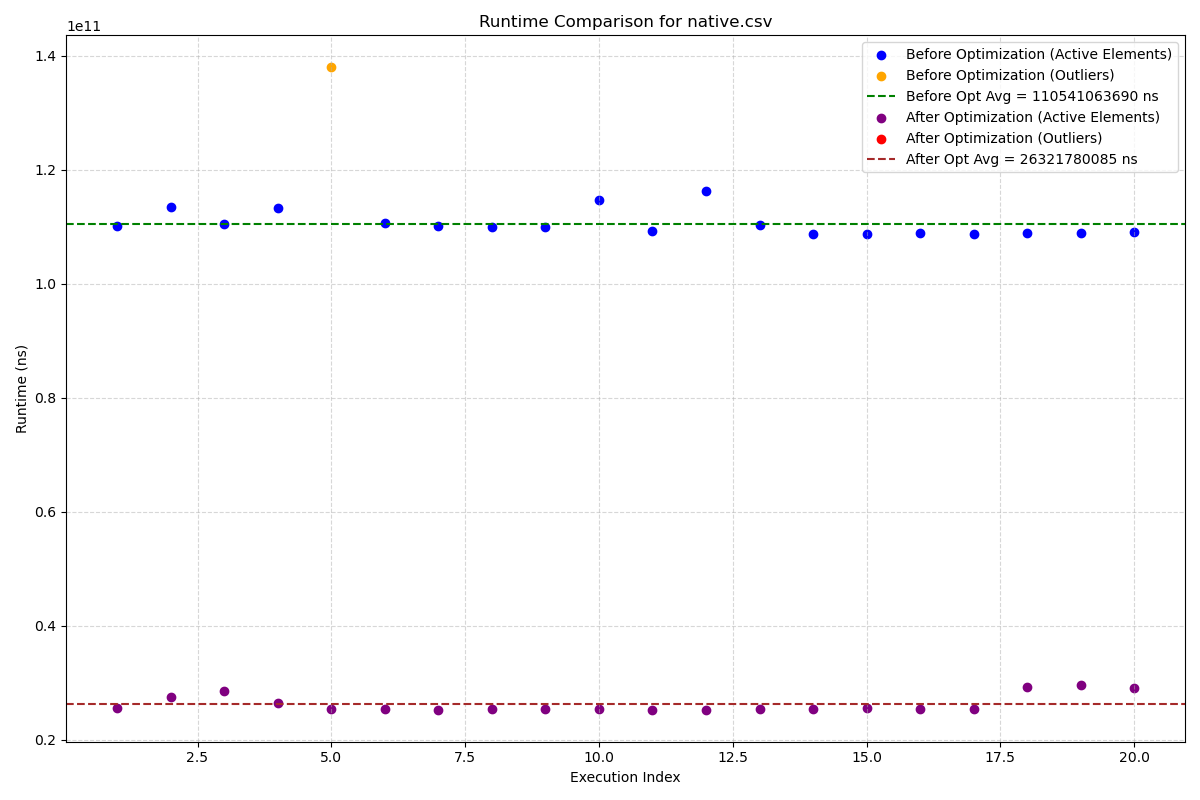 Runtime Comparison for native.csv
1e11
1.4
1.2
1.0
0.8
0.6
0.4
0.2
Runtime (ns)
Before Optimization (Active Elements)
Before Optimization (Outliers)
Before Opt Avg = 110541063690 ns
After Optimization (Active Elements)
After Optimization (Outliers)
After Opt Avg = 26321780085 ns
2.5 5.0 7.5 10.0 12.5 15.0 17.5 20.0
Execution Index